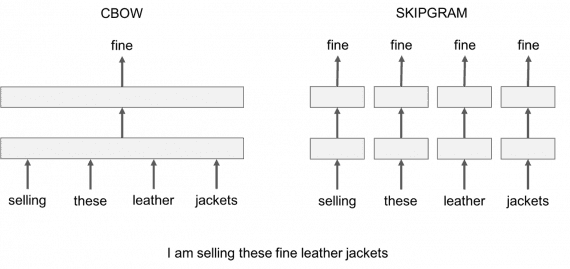 CBOW
fine
selling these leather jackets
SKIPGRAM
fine fine fine fine
selling these leather jackets
I am selling these fine leather jackets